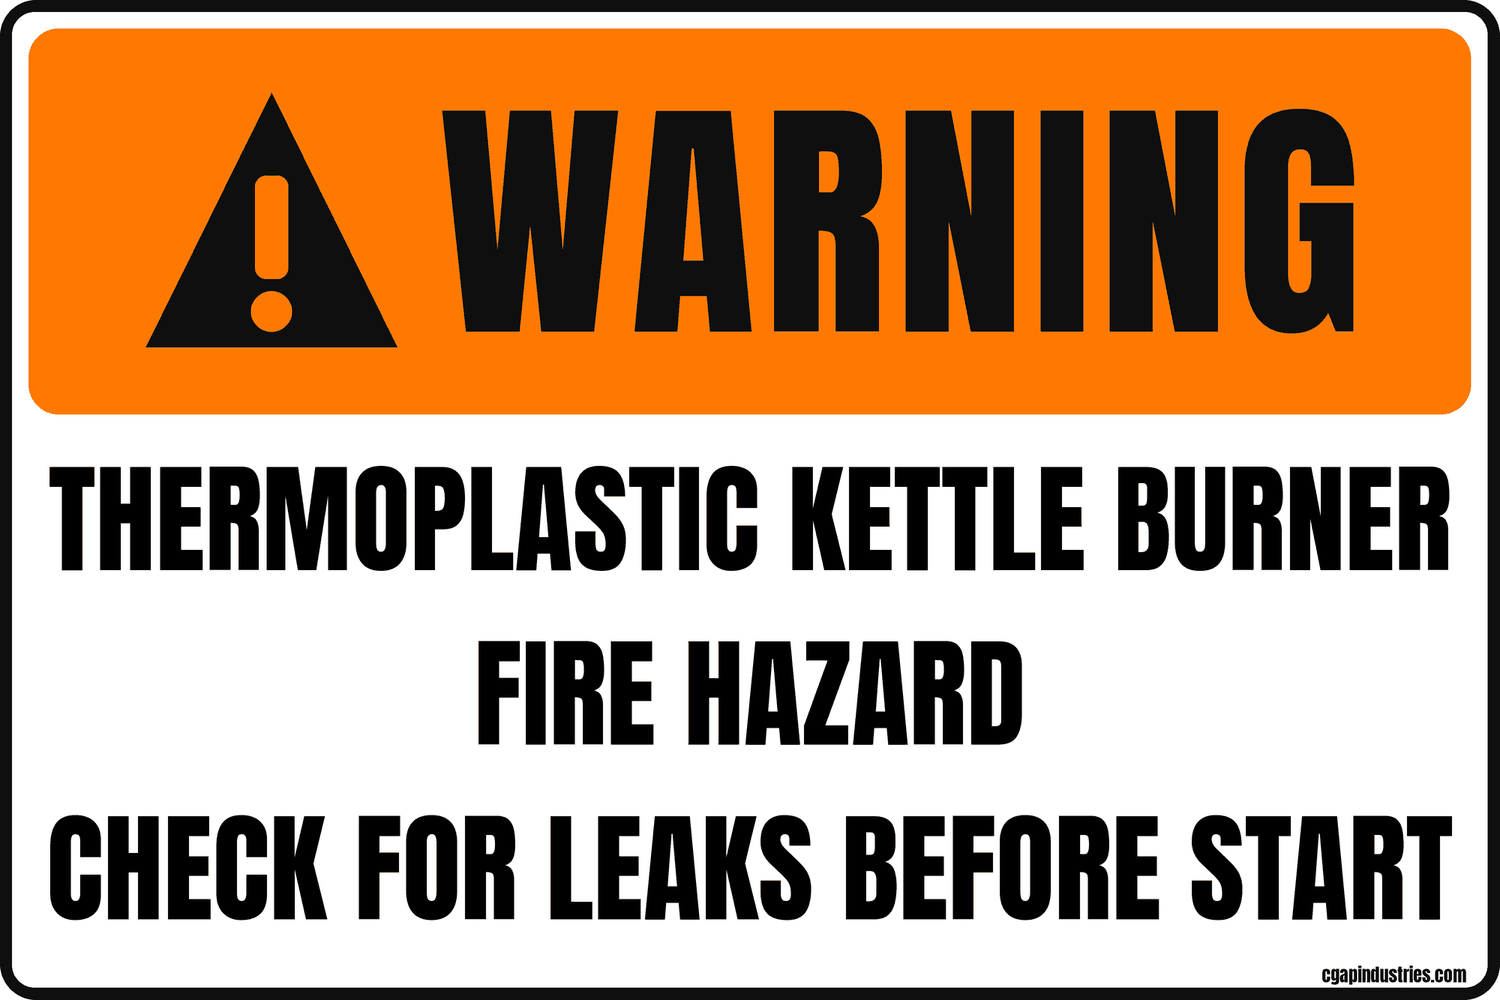 WARNING
THERMOPLASTIC KETTLE BURNER
FIRE HAZARD
CHECK FOR LEAKS BEFORE START
cgapindustries.com